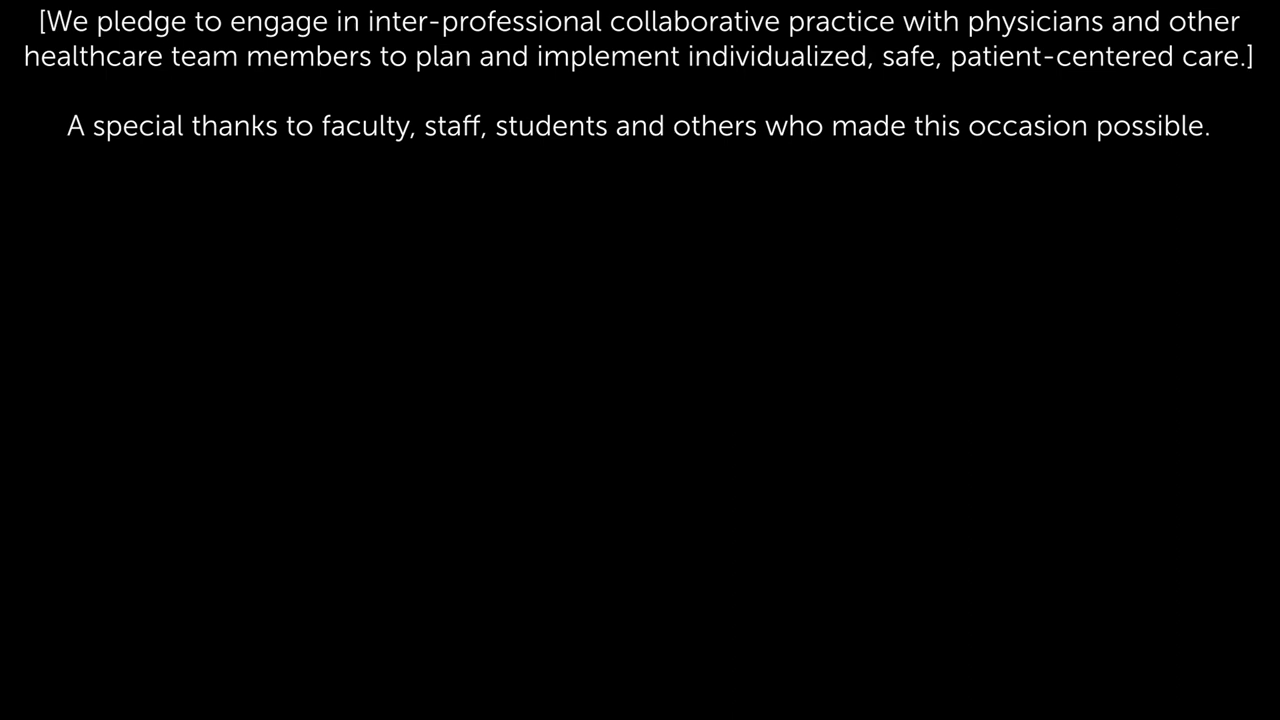 [We pledge to engage in inter-professional collaborative practice with physicians and other
healthcare team members to plan and implement individualized, safe, patient-centered care.]
A special thanks to faculty, staff, students and others who made this occasion possible.